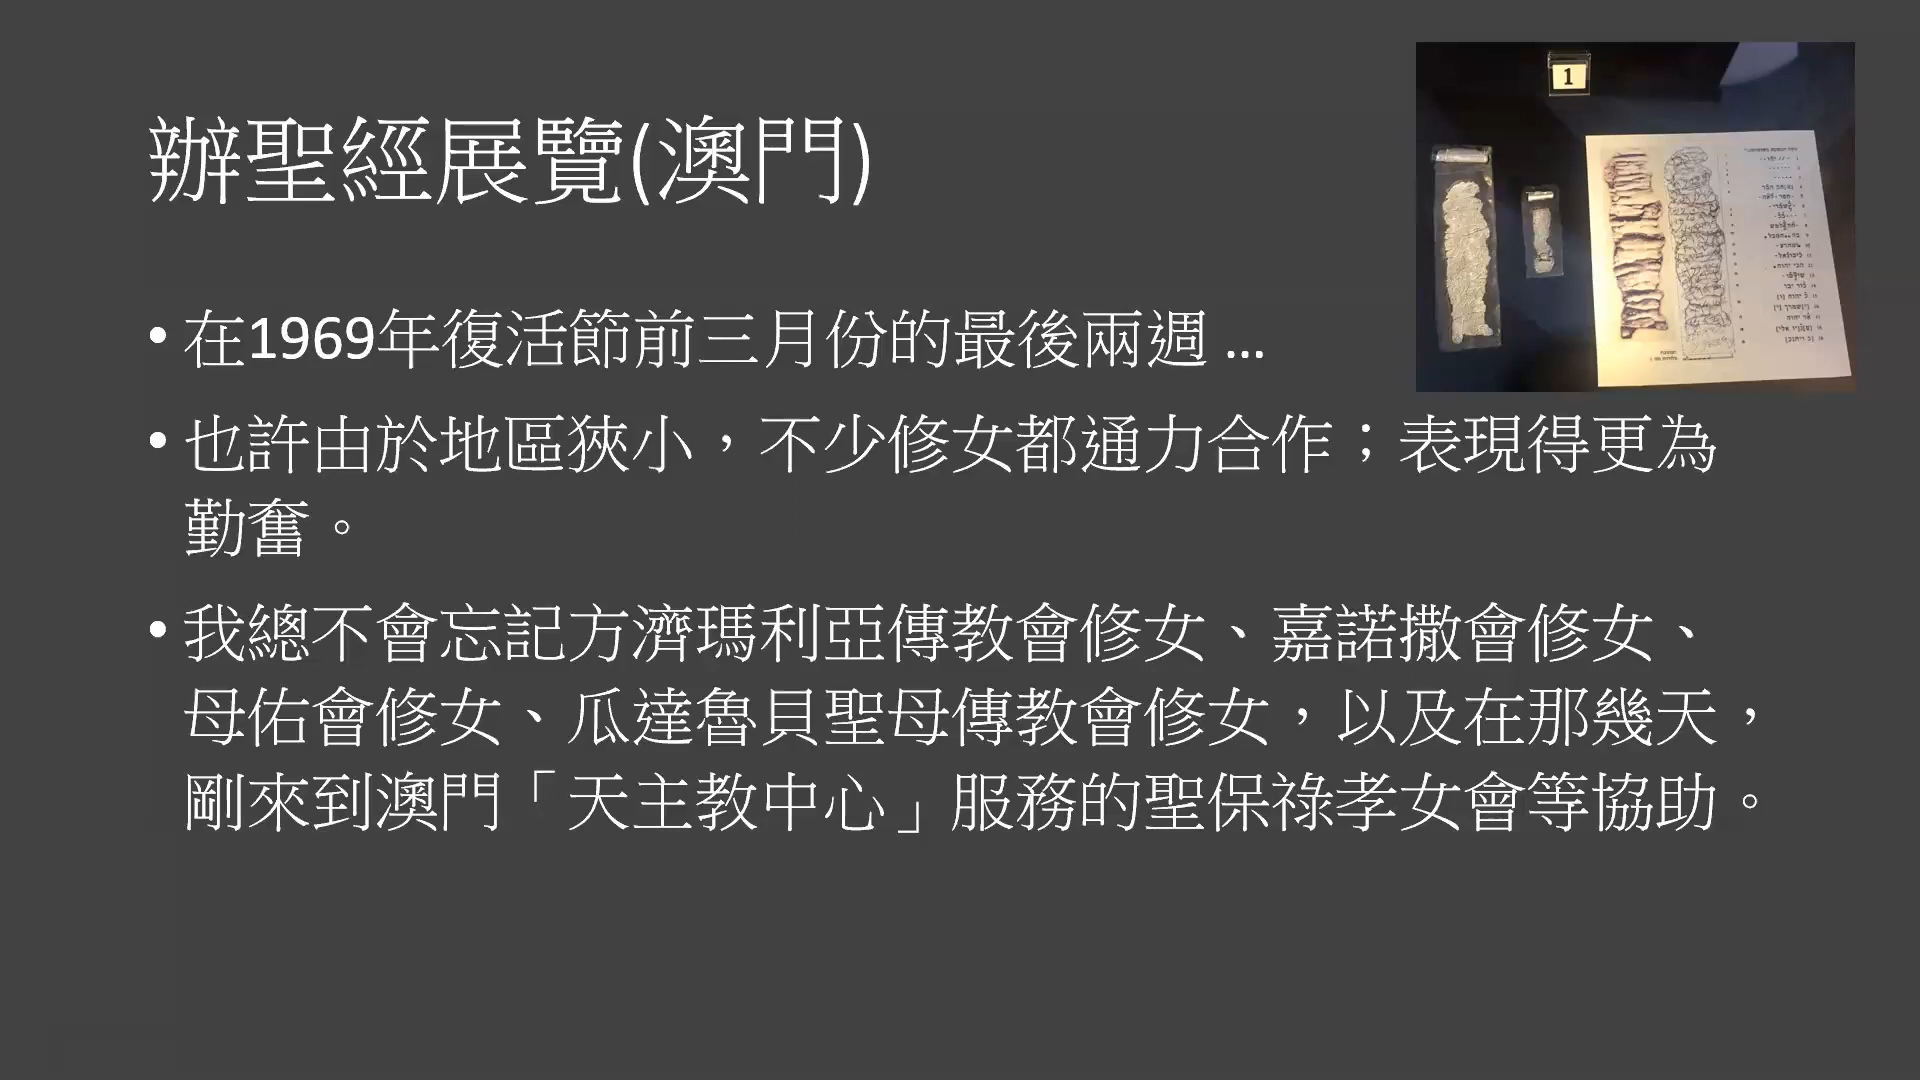 辦聖經展覽(澳門)
1
• 在1969年復活節前三月份的最後兩週 ...
• 也許由於地區狹小，不少修女都通力合作；表現得更為
勤奮。
• 我總不會忘記方濟瑪利亞傳教會修女、嘉諾撒會修女、
母佑會修女、瓜達魯貝聖母傳教會修女，以及在那幾天，
剛來到澳門「天主教中心」服務的聖保祿孝女會等協助。